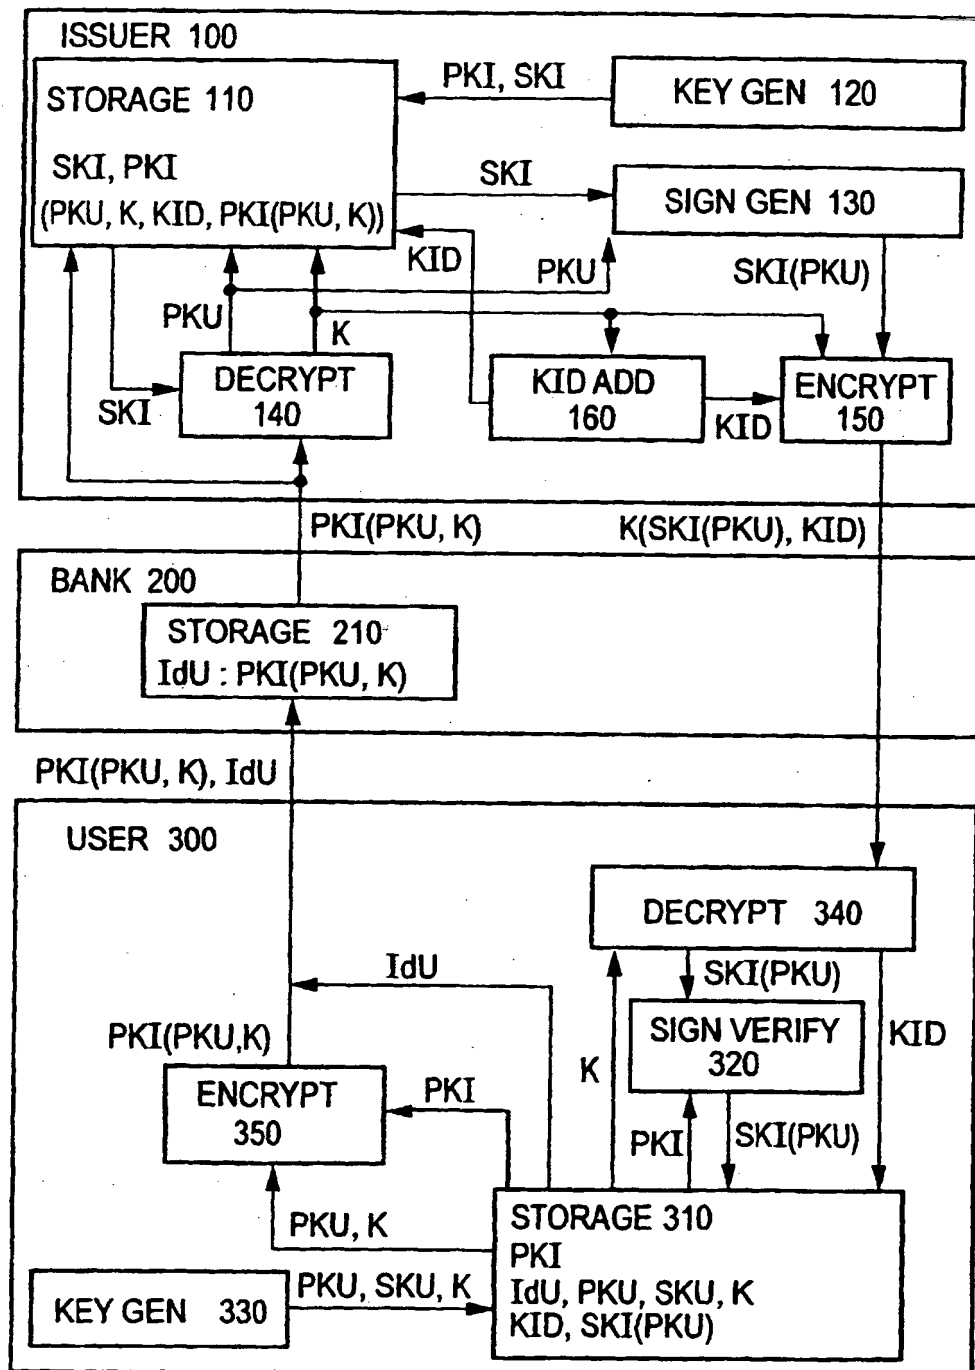 ISSUER 100
STORAGE 110
SKI, PKI
(PKU, K, KID, PKI(PKU, K))
PKI, SKI
KEY GEN 120
SKI
SIGN GEN 130
KID
PKU
SKI(PKU)
PKU
K
SKI
DECRYPT
140
KID ADD
160
KID
ENCRYPT
150
PKI(PKU, K)
K(SKI(PKU), KID)
BANK 200
STORAGE 210
IdU : PKI(PKU, K)
PKI(PKU, K), IdU
USER 300
DECRYPT 340
IdU
SKI(PKU)
PKI(PKU,K)
SIGN VERIFY
320
KID
K
ENCRYPT
350
PKI
PKI
SKI(PKU)
PKU, K
STORAGE 310
PKI
IdU, PKU, SKU, K
KID, SKI(PKU)
KEY GEN 330
PKU, SKU, K